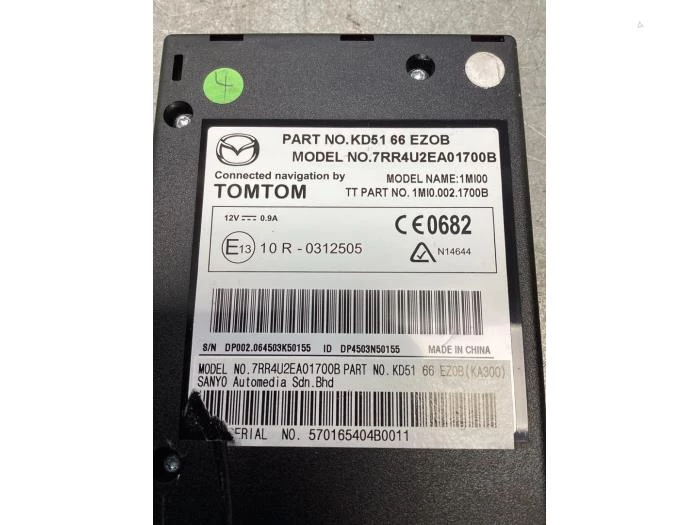 4
PART NO.KD51 66 EZOB
MODEL NO.7RR4U2EA01700B
Connected navigation by MODEL NAME:1MI00
TOMTOM TT PART NO. 1MI0.002.1700B
12V 0.9A
CE0682
E13 10 R - 0312505 N14644
S/N DP002.064503K50155 ID DP4503N50155 MADE IN CHINA
MODEL NO.7RR4U2EA01700B PART NO. KD51 66 EZ0B(KA300)
SANYO Automedia Sdn.Bhd
SERIAL NO. 570165404B0011